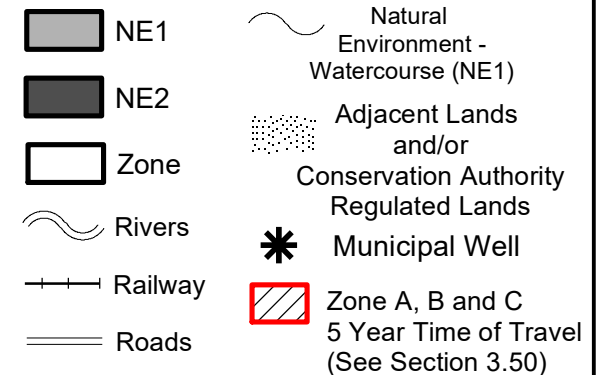 NE1
NE2
Zone
Rivers
Railway
Roads
Natural
Environment -
Watercourse (NE1)
Adjacent Lands
and/or
Conservation Authority
Regulated Lands
Municipal Well
Zone A, B and C
5 Year Time of Travel
(See Section 3.50)